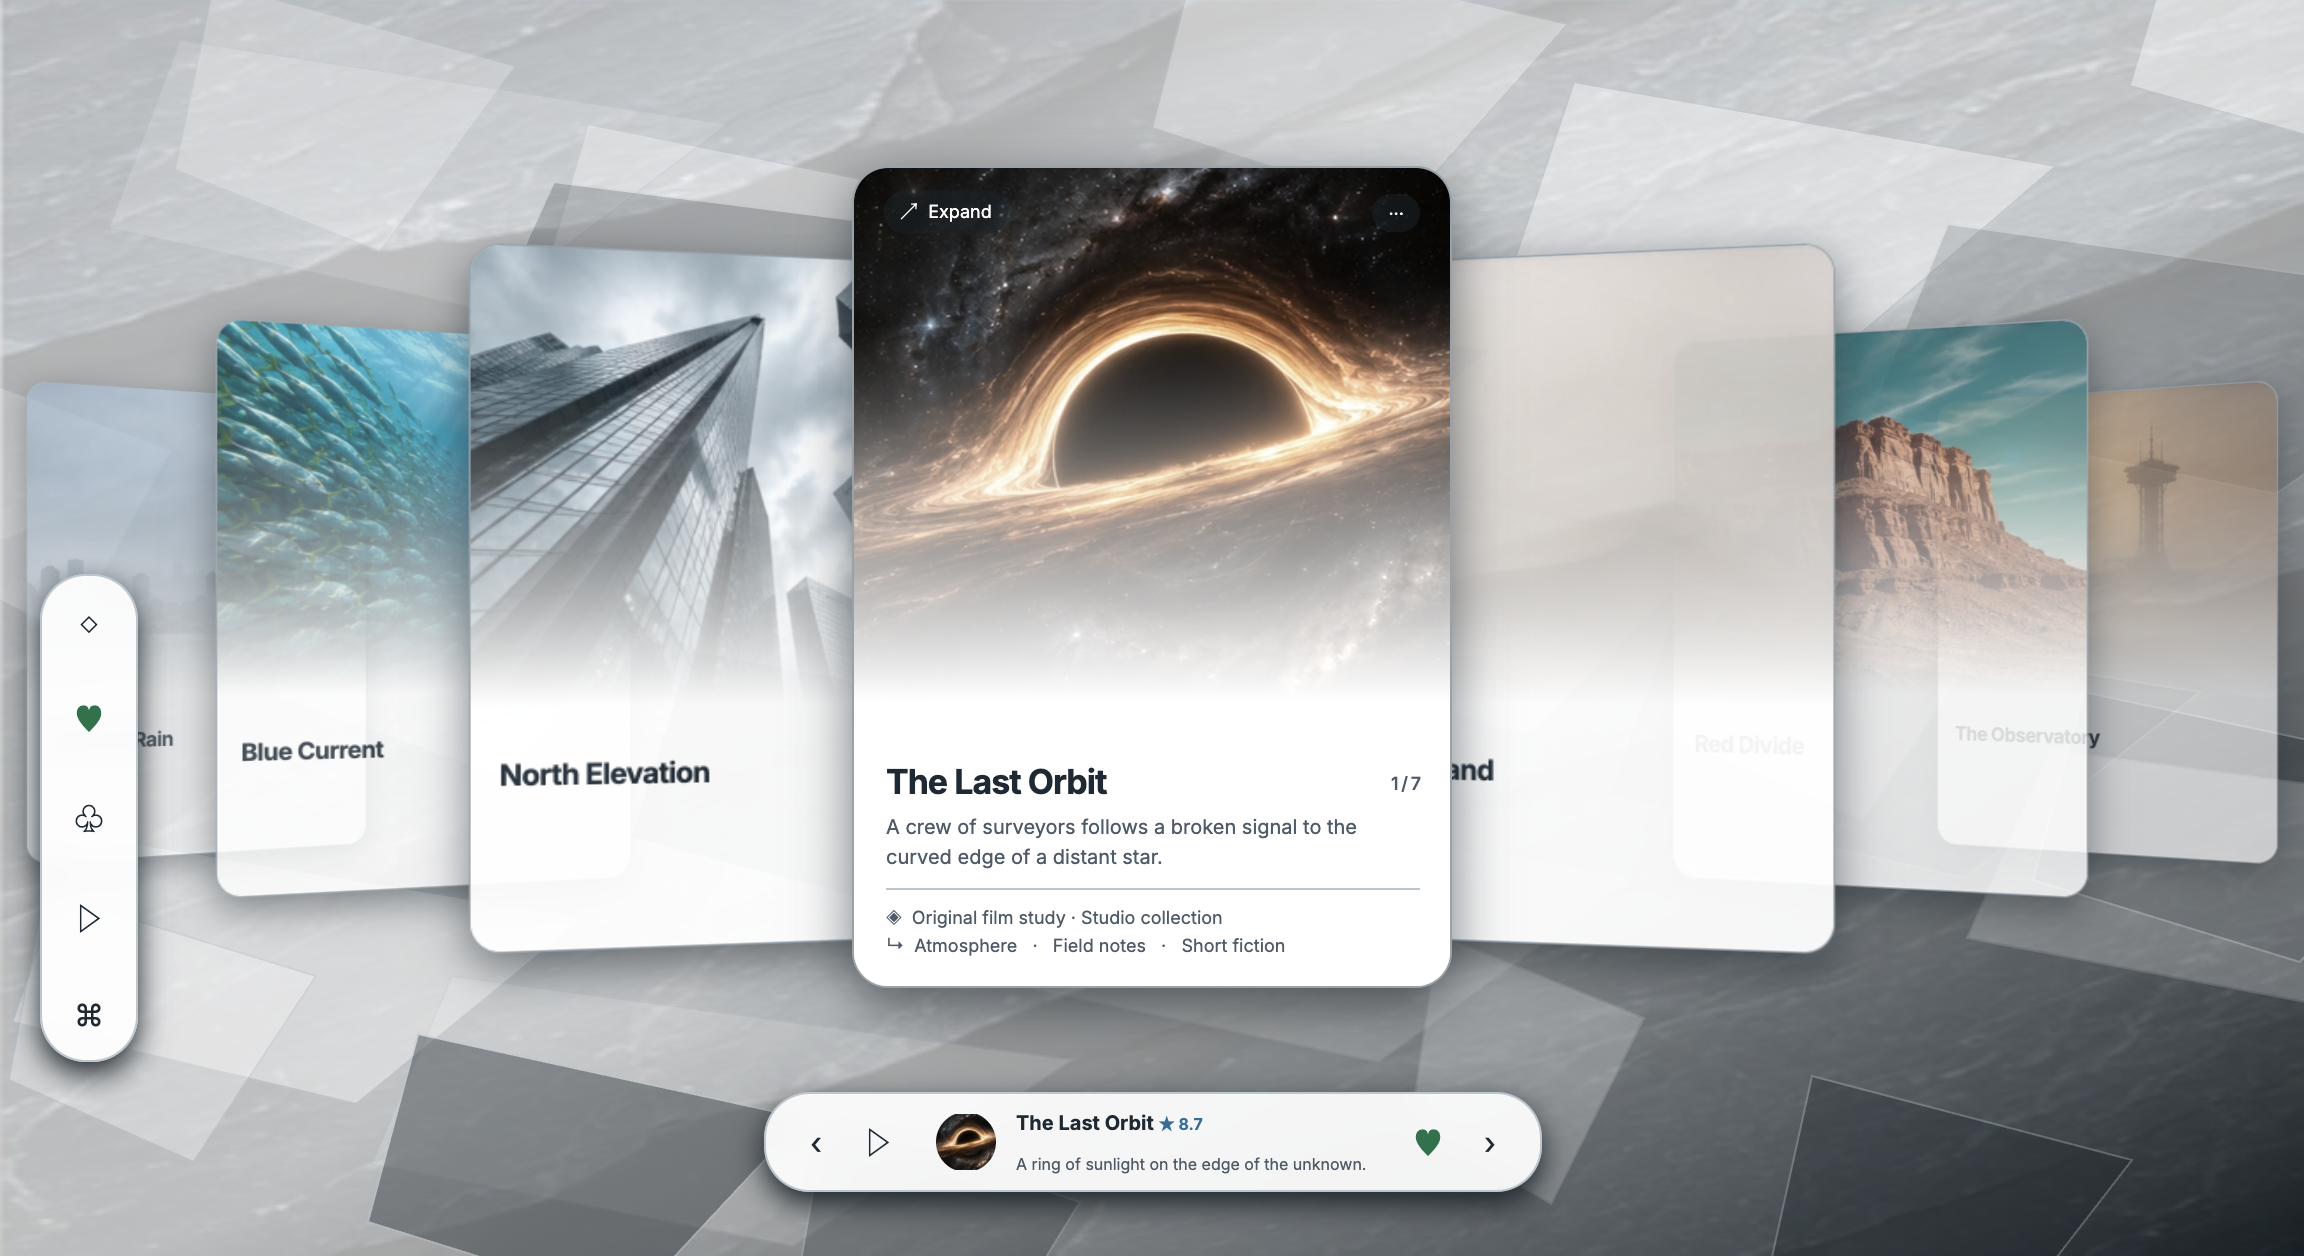 Expand
...
Rain
Blue Current
North Elevation
The Last Orbit
1/7
A crew of surveyors follows a broken signal to the
curved edge of a distant star.
Original film study · Studio collection
Atmosphere · Field notes · Short fiction
and
Red Divide
The Observatory
The Last Orbit ★ 8.7
A ring of sunlight on the edge of the unknown.